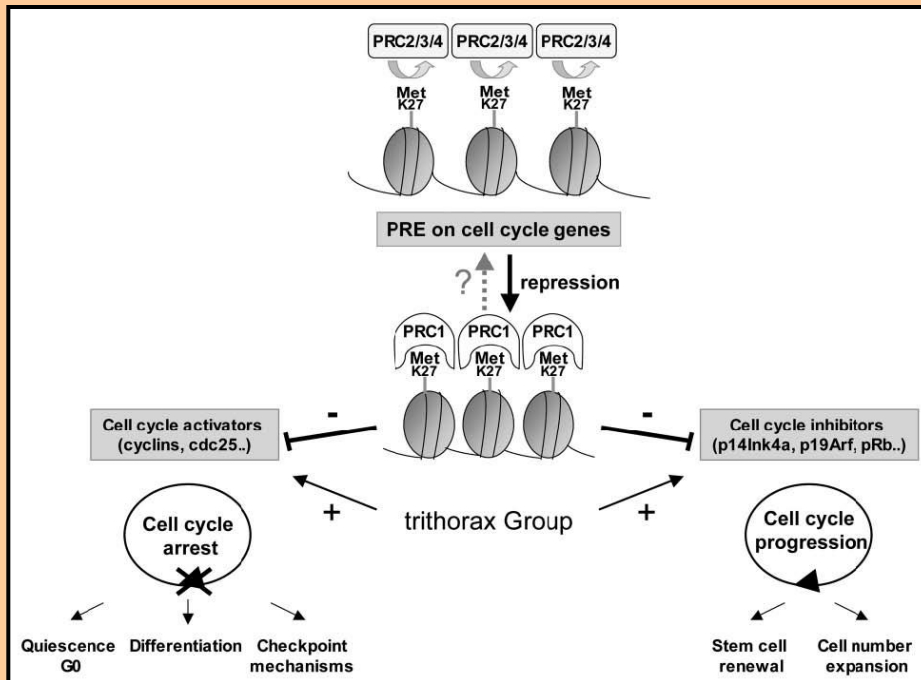 PRC2/3/4 PRC2/3/4 PRC2/3/4
Met Met Met
K27 K27 K27
PRE on cell cycle genes
? repression
PRC1 PRC1 PRC1
Met Met Met
K27 K27 K27
- -
Cell cycle activators
(cyclins, cdc25..)
Cell cycle inhibitors
(p14Ink4a, p19Arf, pRb..)
+ trithorax Group +
Cell cycle
arrest
Cell cycle
progression
Quiescence
G0
Differentiation
Checkpoint
mechanisms
Stem cell
renewal
Cell number
expansion